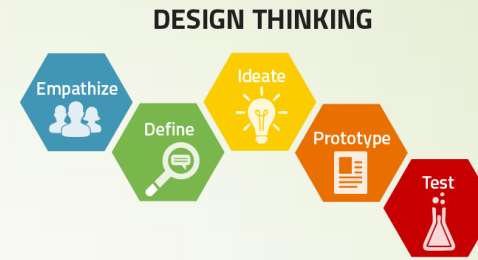 DESIGN THINKING
Empathize
Define
Ideate
Prototype
Test